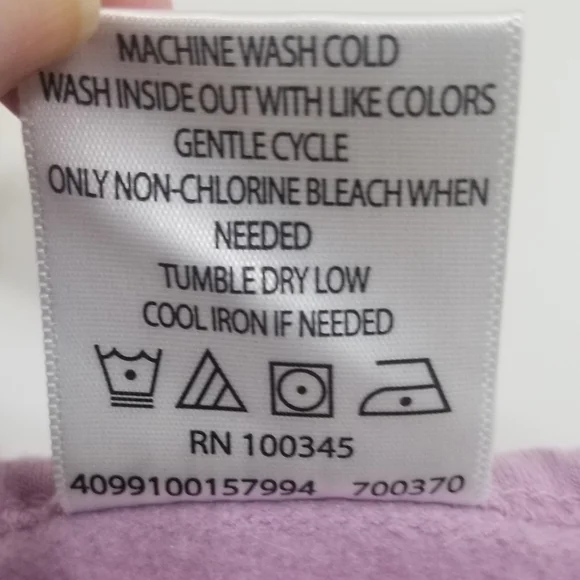 MACHINE WASH COLD
WASH INSIDE OUT WITH LIKE COLORS
GENTLE CYCLE
ONLY NON-CHLORINE BLEACH WHEN
NEEDED
TUMBLE DRY LOW
COOL IRON IF NEEDED
RN 100345
4099100157994 700370